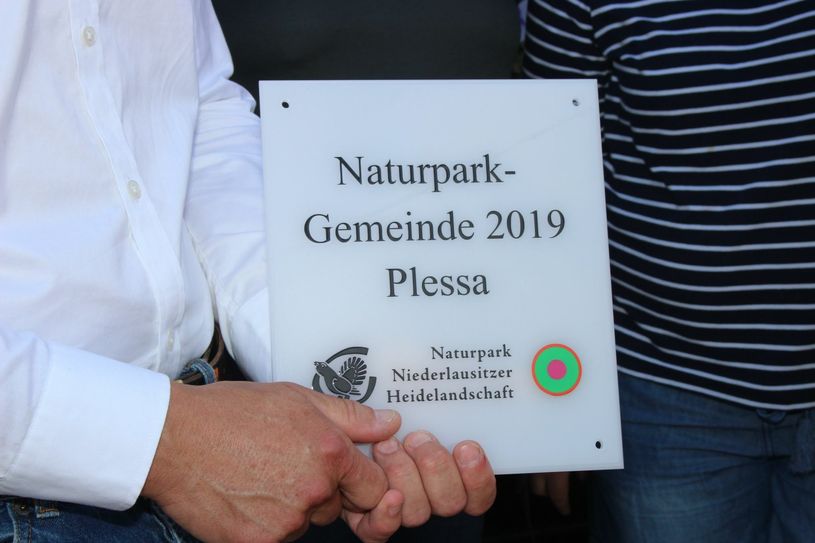 Naturpark-
Gemeinde 2019
Plessa
Naturpark
Niederlausitzer
Heidelandschaft